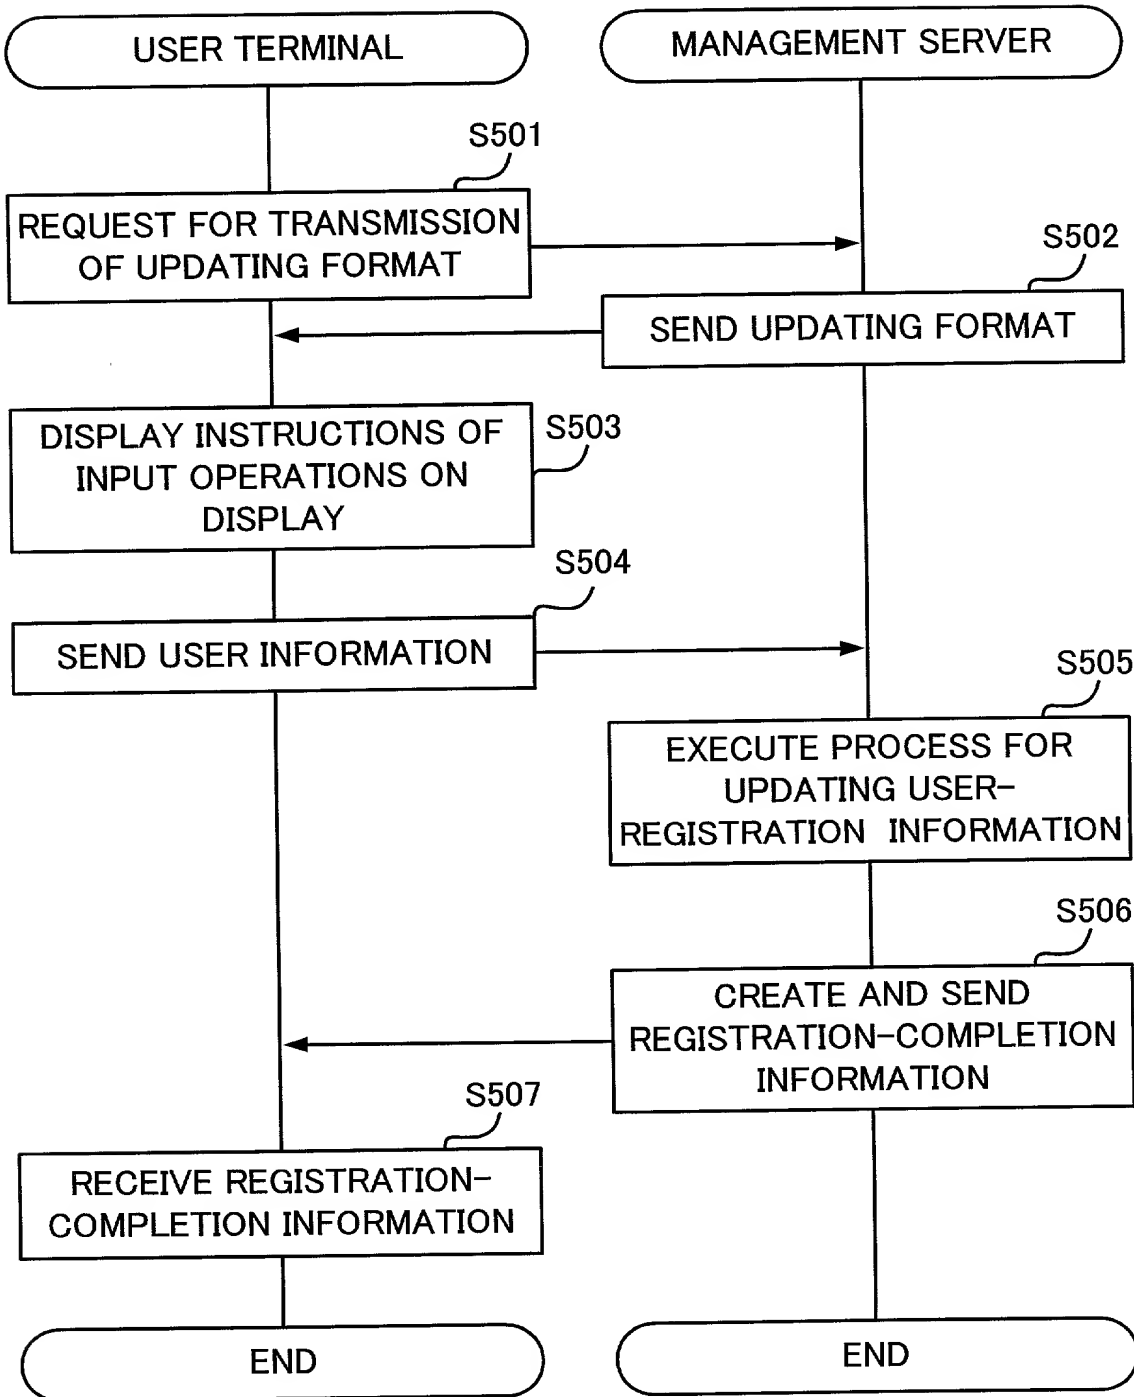 USER TERMINAL
MANAGEMENT SERVER
S501
REQUEST FOR TRANSMISSION
OF UPDATING FORMAT
S502
SEND UPDATING FORMAT
DISPLAY INSTRUCTIONS OF
INPUT OPERATIONS ON
DISPLAY
S503
S504
SEND USER INFORMATION
S505
EXECUTE PROCESS FOR
UPDATING USER-
REGISTRATION INFORMATION
S506
CREATE AND SEND
REGISTRATION-COMPLETION
INFORMATION
S507
RECEIVE REGISTRATION-
COMPLETION INFORMATION
END
END